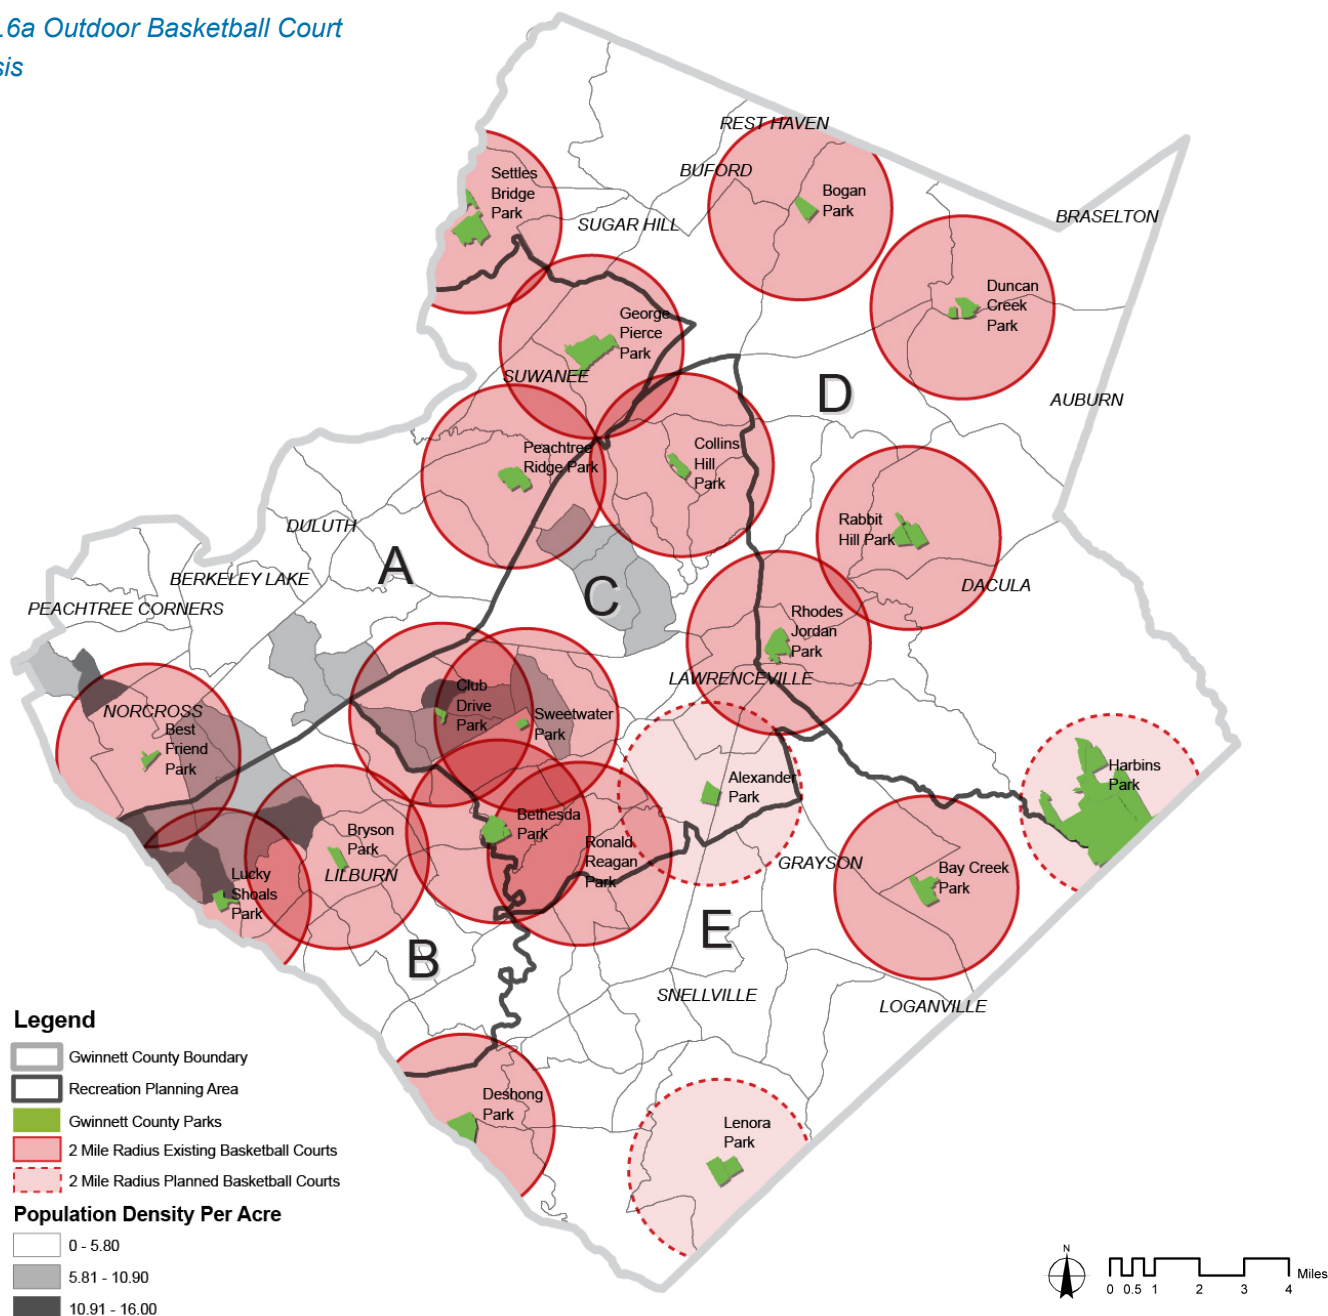 .6a Outdoor Basketball Court
sis
REST HAVEN
BUFORD
Settles
Bridge
Park
SUGAR HILL
Bogan
Park
BRASELTON
Duncan
Creek
Park
George
Pierce
Park
SUWANEE
D
AUBURN
Peachtree
Ridge Park
Collins
Hill
Park
DULUTH
Rabbit
Hill Park
A
BERKELEY LAKE
C
DACULA
PEACHTREE CORNERS
Rhodes
Jordan
Park
LAWRENCEVILLE
NORCROSS
Best
Friend
Park
Club
Drive
Park
Sweetwater
Park
Alexander
Park
Harbins
Park
Bryson
Park
Bethesda
Park
Ronald
Reagan
Park
GRAYSON
Bay Creek
Park
LILBURN
Lucky
Shoals
Park
B
E
SNELLVILLE
LOGANVILLE
Deshong
Park
Lenora
Park
Legend
Gwinnett County Boundary
Recreation Planning Area
Gwinnett County Parks
2 Mile Radius Existing Basketball Courts
2 Mile Radius Planned Basketball Courts
Population Density Per Acre
0 - 5.80
5.81 - 10.90
10.91 - 16.00
N
0 0.5 1 2 3 4
Miles